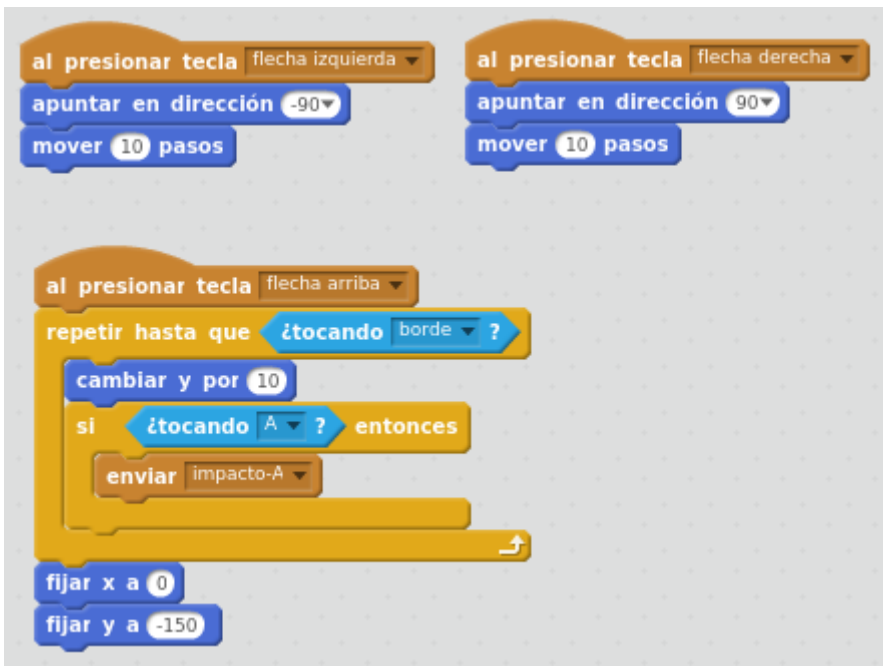 al presionar tecla flecha izquierda
apuntar en dirección -90
mover 10 pasos
al presionar tecla flecha derecha
apuntar en dirección 90
mover 10 pasos
al presionar tecla flecha arriba
repetir hasta que ¿tocando borde ?
cambiar y por 10
si ¿tocando A ? entonces
enviar impacto-A
fijar x a 0
fijar y a -150